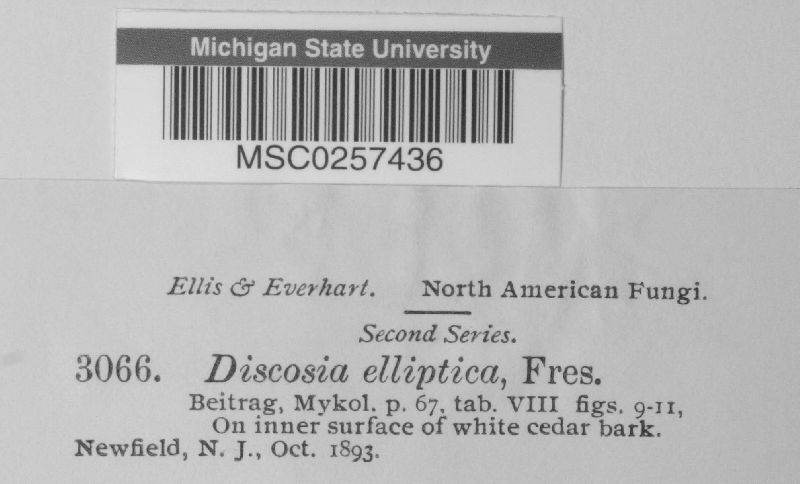 Michigan State University
MSC0257436
Ellis & Everhart. North American Fungi.
Second Series.
3066. Discosia elliptica, Fres.
Beitrag, Mykol. p. 67, tab. VIII figs. 9-11,
On inner surface of white cedar bark.
Newfield, N. J., Oct. 1893.